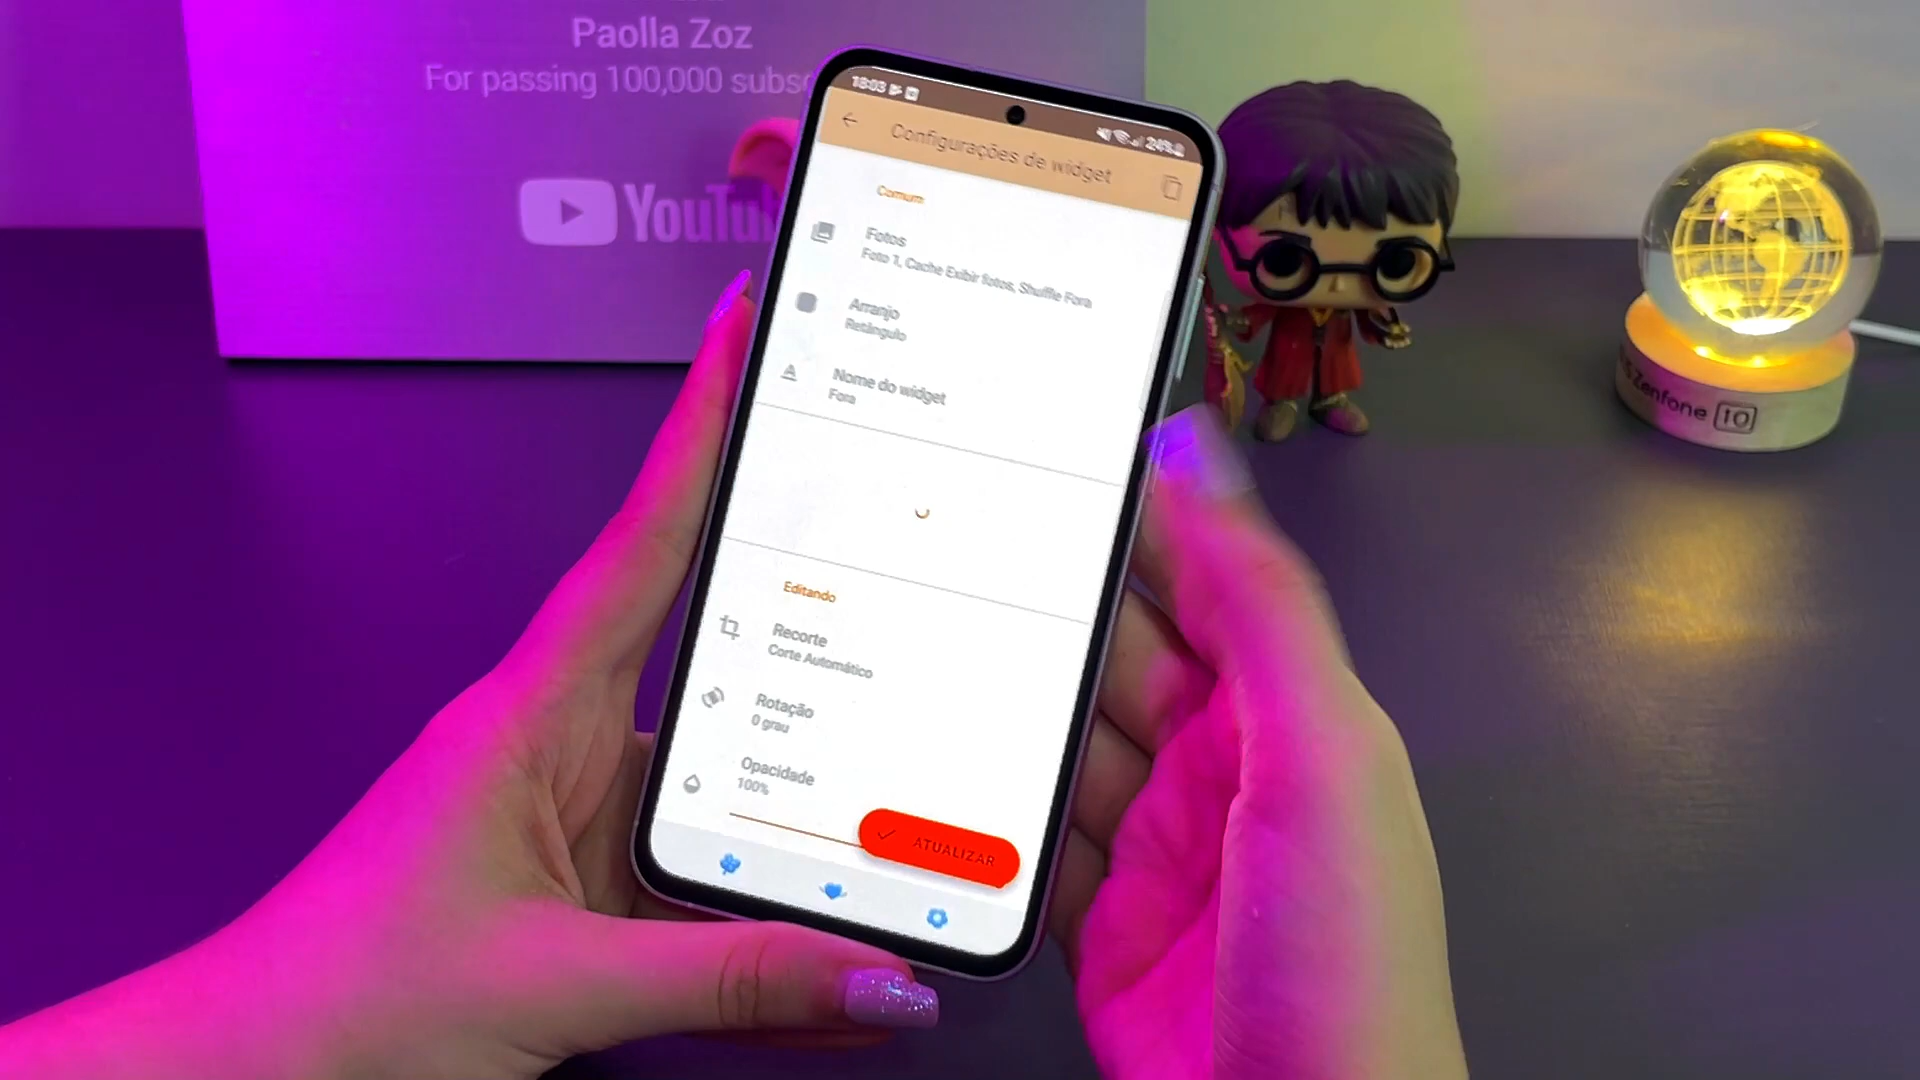 Paolla Zoz
For passing 100,000 subs
YouTu
18:03
24%
Configurações de widget
Comum
Fotos
Foto 1, Cache Exibir fotos, Shuffle Fora
Arranjo
Retângulo
Nome do widget
Fora
Editando
Recorte
Corte Automático
Rotação
0 grau
Opacidade
100%
ATUALIZAR
Zenfone 10